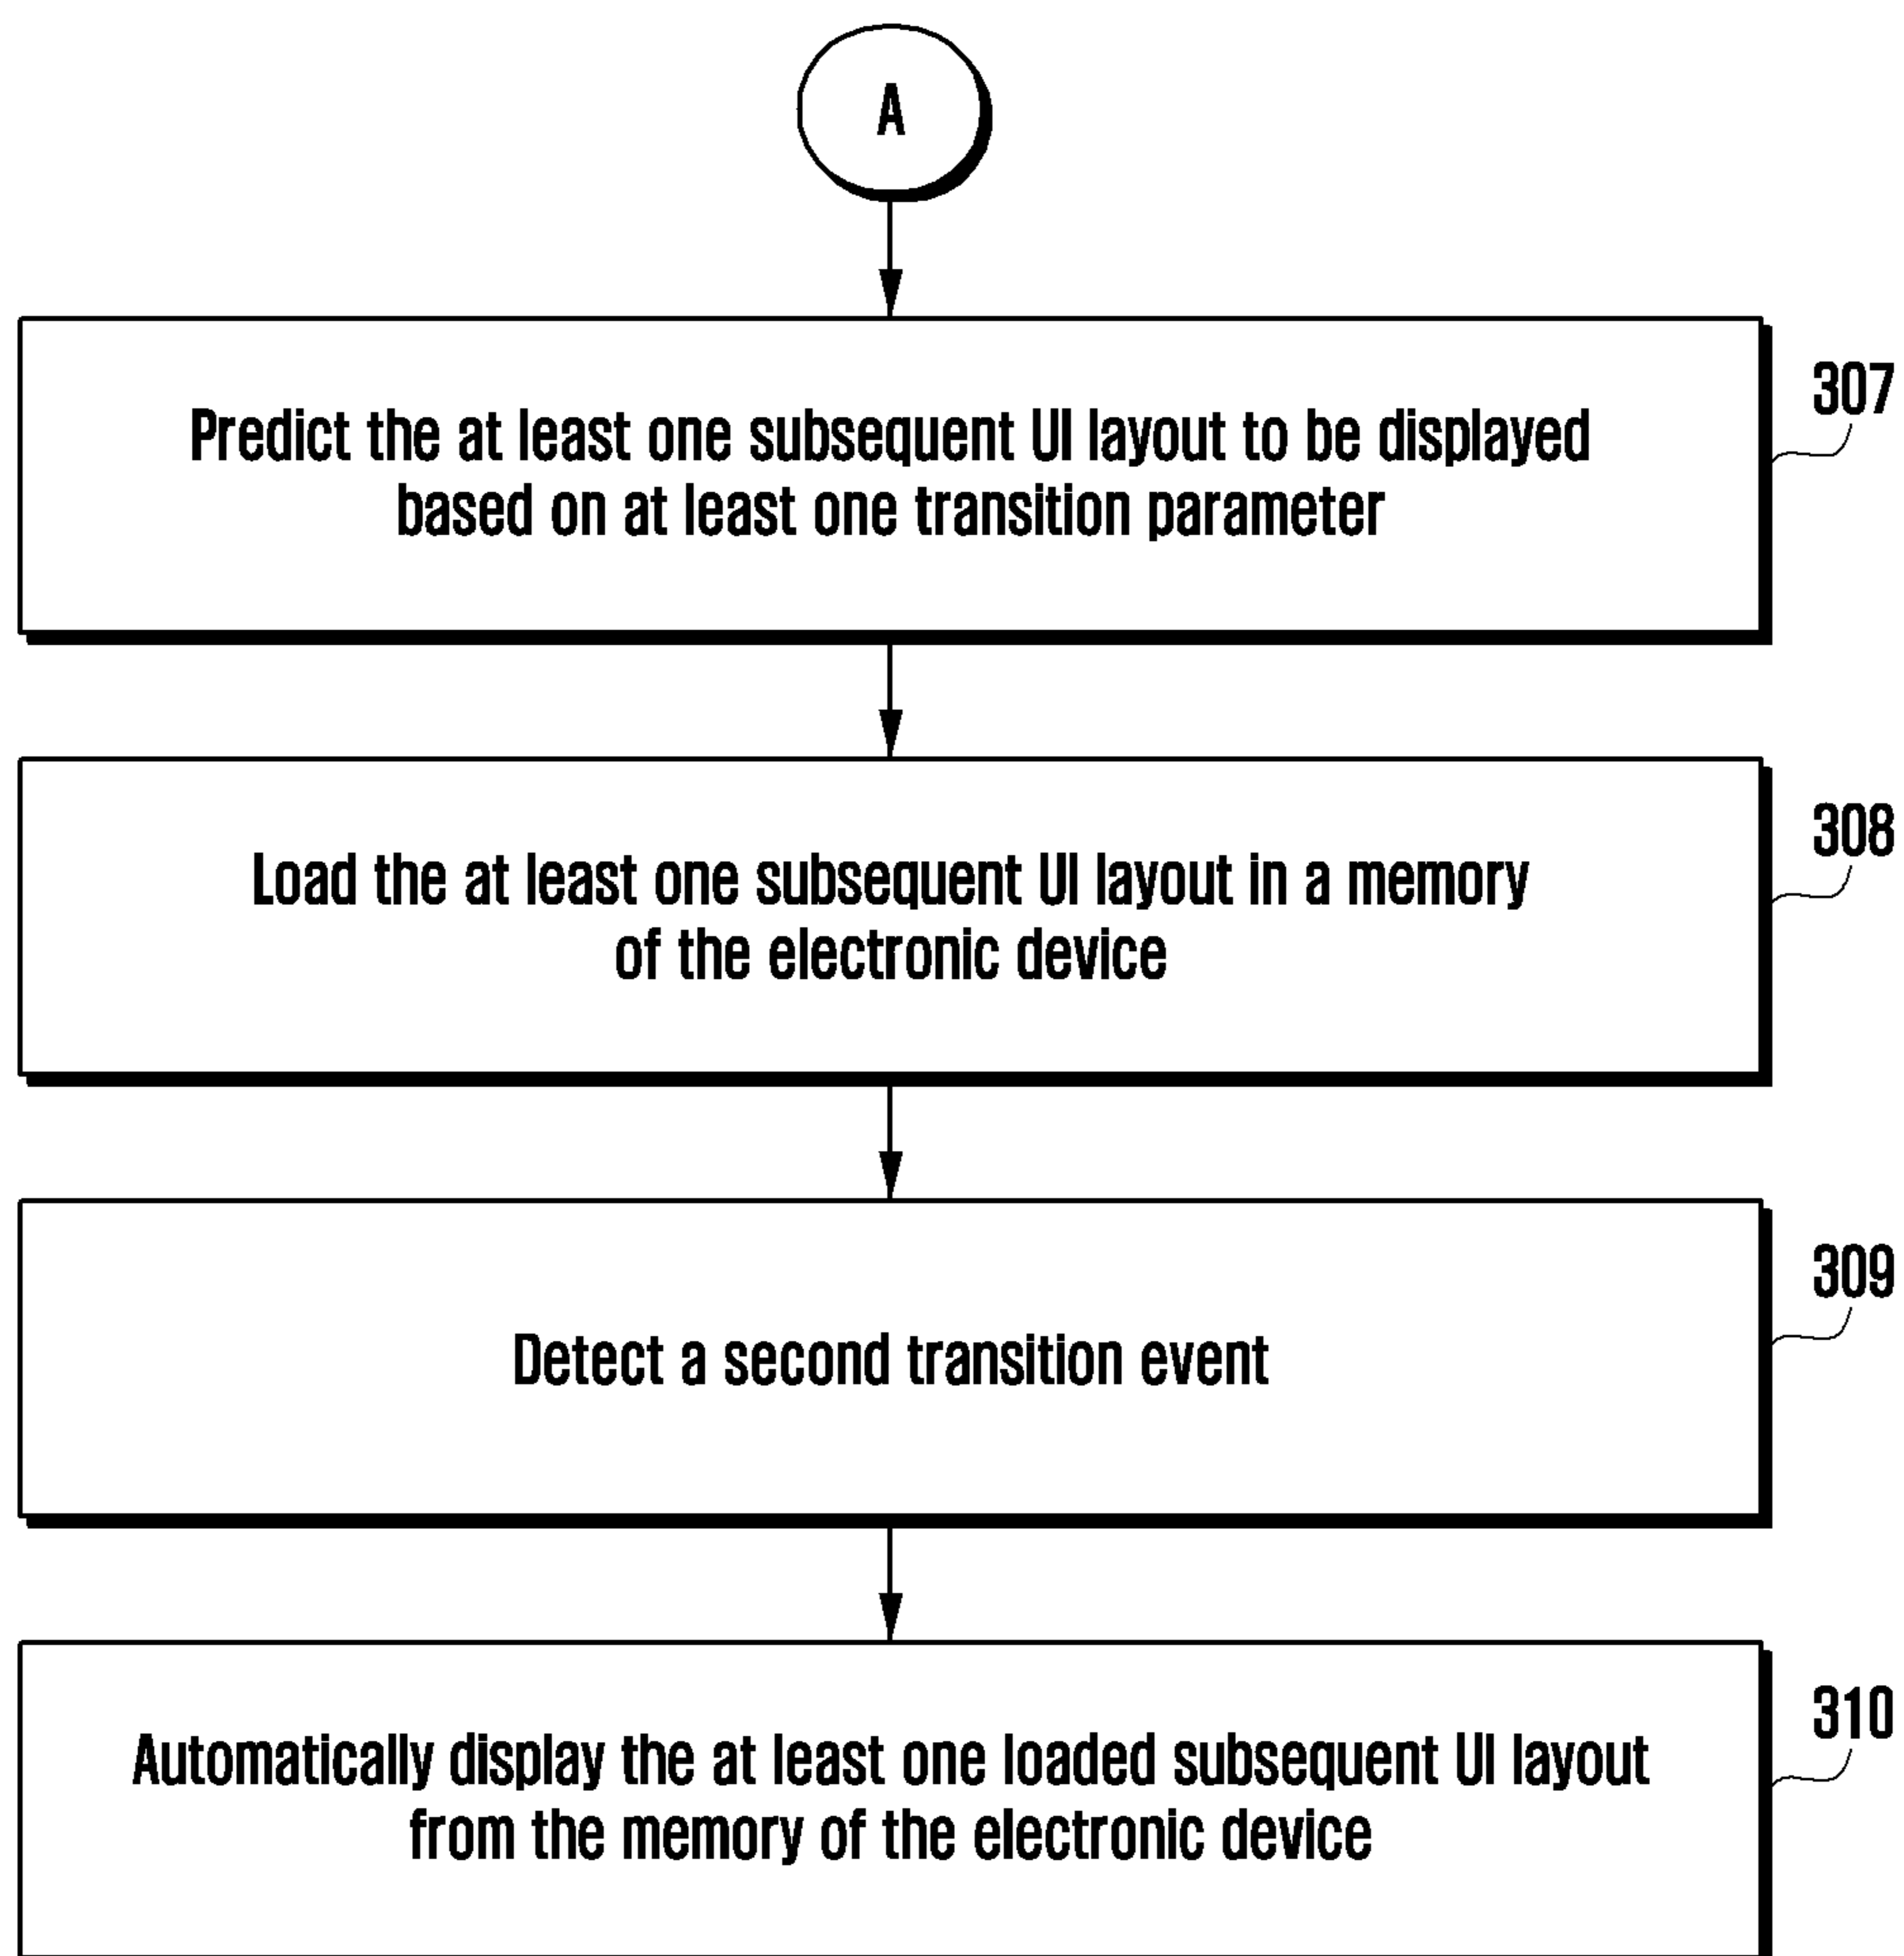 A
307
Predict the at least one subsequent UI layout to be displayed
based on at least one transition parameter
308
Load the at least one subsequent UI layout in a memory
of the electronic device
309
Detect a second transition event
310
Automatically display the at least one loaded subsequent UI layout
from the memory of the electronic device